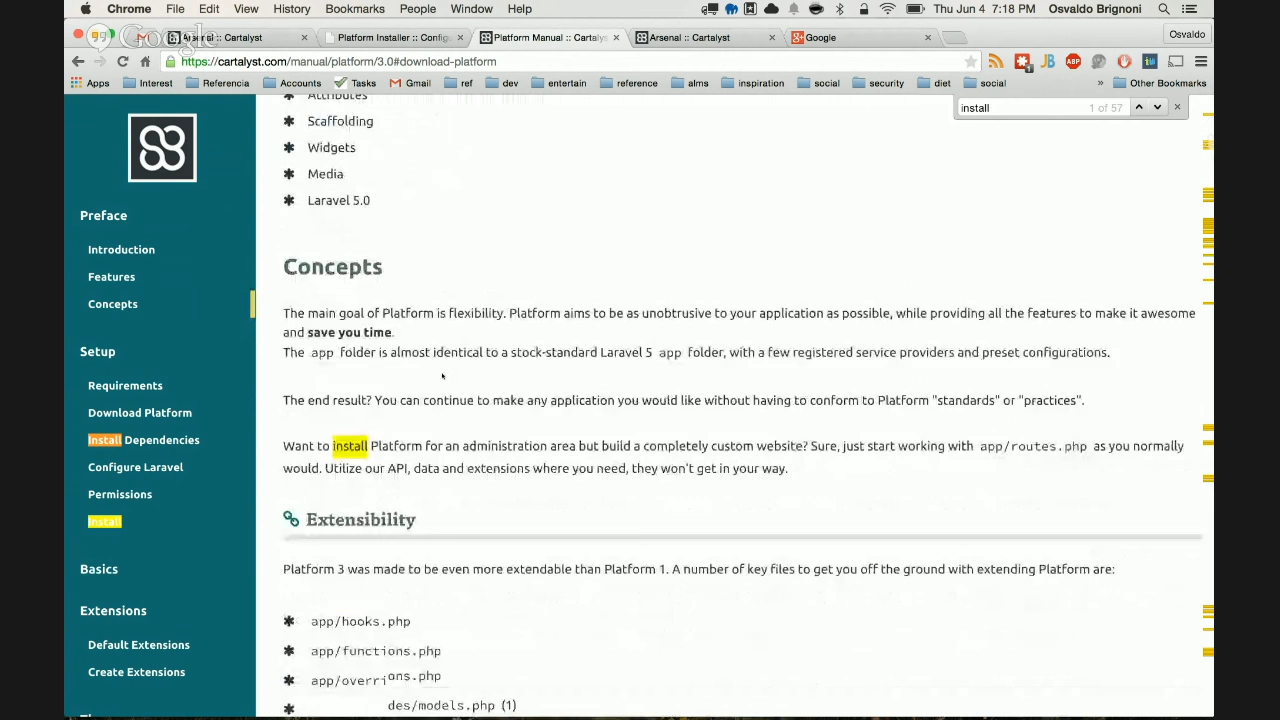 Chrome File Edit View History Bookmarks People Window Help Thu Jun 4 7:18 PM Osvaldo Brignoni
Google
Arsenal :: Cartalyst Platform Installer :: Config Platform Manual :: Cartalys Arsenal :: Cartalyst Google Osvaldo
https://cartalyst.com/manual/platform/3.0#download-platform
Apps Interest Referencia Accounts Tasks Gmail ref dev entertain reference alms inspiration social security diet social » Other Bookmarks
install 1 of 57
Attributes
Scaffolding
Widgets
Media
Laravel 5.0
Preface
Introduction
Features
Concepts
Setup
Requirements
Download Platform
Install Dependencies
Configure Laravel
Permissions
Install
Basics
Extensions
Default Extensions
Create Extensions
Concepts
The main goal of Platform is flexibility. Platform aims to be as unobtrusive to your application as possible, while providing all the features to make it awesome
and save you time.
The app folder is almost identical to a stock-standard Laravel 5 app folder, with a few registered service providers and preset configurations.
The end result? You can continue to make any application you would like without having to conform to Platform "standards" or "practices".
Want to install Platform for an administration area but build a completely custom website? Sure, just start working with app/routes.php as you normally
would. Utilize our API, data and extensions where you need, they won't get in your way.
Extensibility
Platform 3 was made to be even more extendable than Platform 1. A number of key files to get you off the ground with extending Platform are:
app/hooks.php
app/functions.php
app/overri ons.php
des/models.php (1)